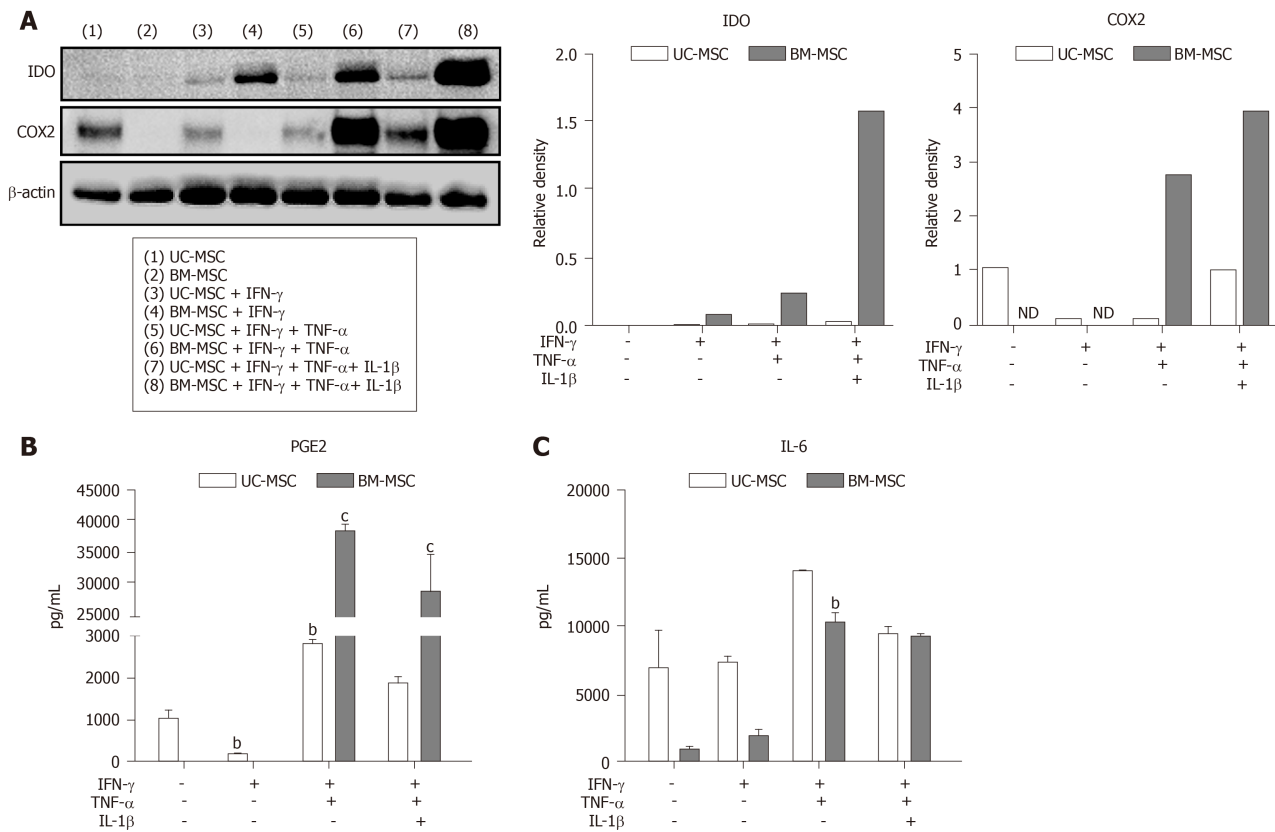 A
(1) (2) (3) (4) (5) (6) (7) (8)
IDO
COX2
β-actin
(1) UC-MSC
(2) BM-MSC
(3) UC-MSC + IFN-γ
(4) BM-MSC + IFN-γ
(5) UC-MSC + IFN-γ + TNF-α
(6) BM-MSC + IFN-γ + TNF-α
(7) UC-MSC + IFN-γ + TNF-α+ IL-1β
(8) BM-MSC + IFN-γ + TNF-α+ IL-1β
IDO
UC-MSC BM-MSC
Relative density
2.0
1.5
1.0
0.5
0.0
IFN-γ - + + +
TNF-α - - + +
IL-1β - - - +
COX2
UC-MSC BM-MSC
Relative density
5
4
3
2
1
0
ND ND
IFN-γ - + + +
TNF-α - - + +
IL-1β - - - +
B
PGE2
UC-MSC BM-MSC
pg/mL
45000
40000
35000
30000
25000
3000
2000
1000
0
b b c c
IFN-γ - + + +
TNF-α - - + +
IL-1β - - - +
C
IL-6
UC-MSC BM-MSC
pg/mL
20000
15000
10000
5000
0
b
IFN-γ - + + +
TNF-α - - + +
IL-1β - - - +